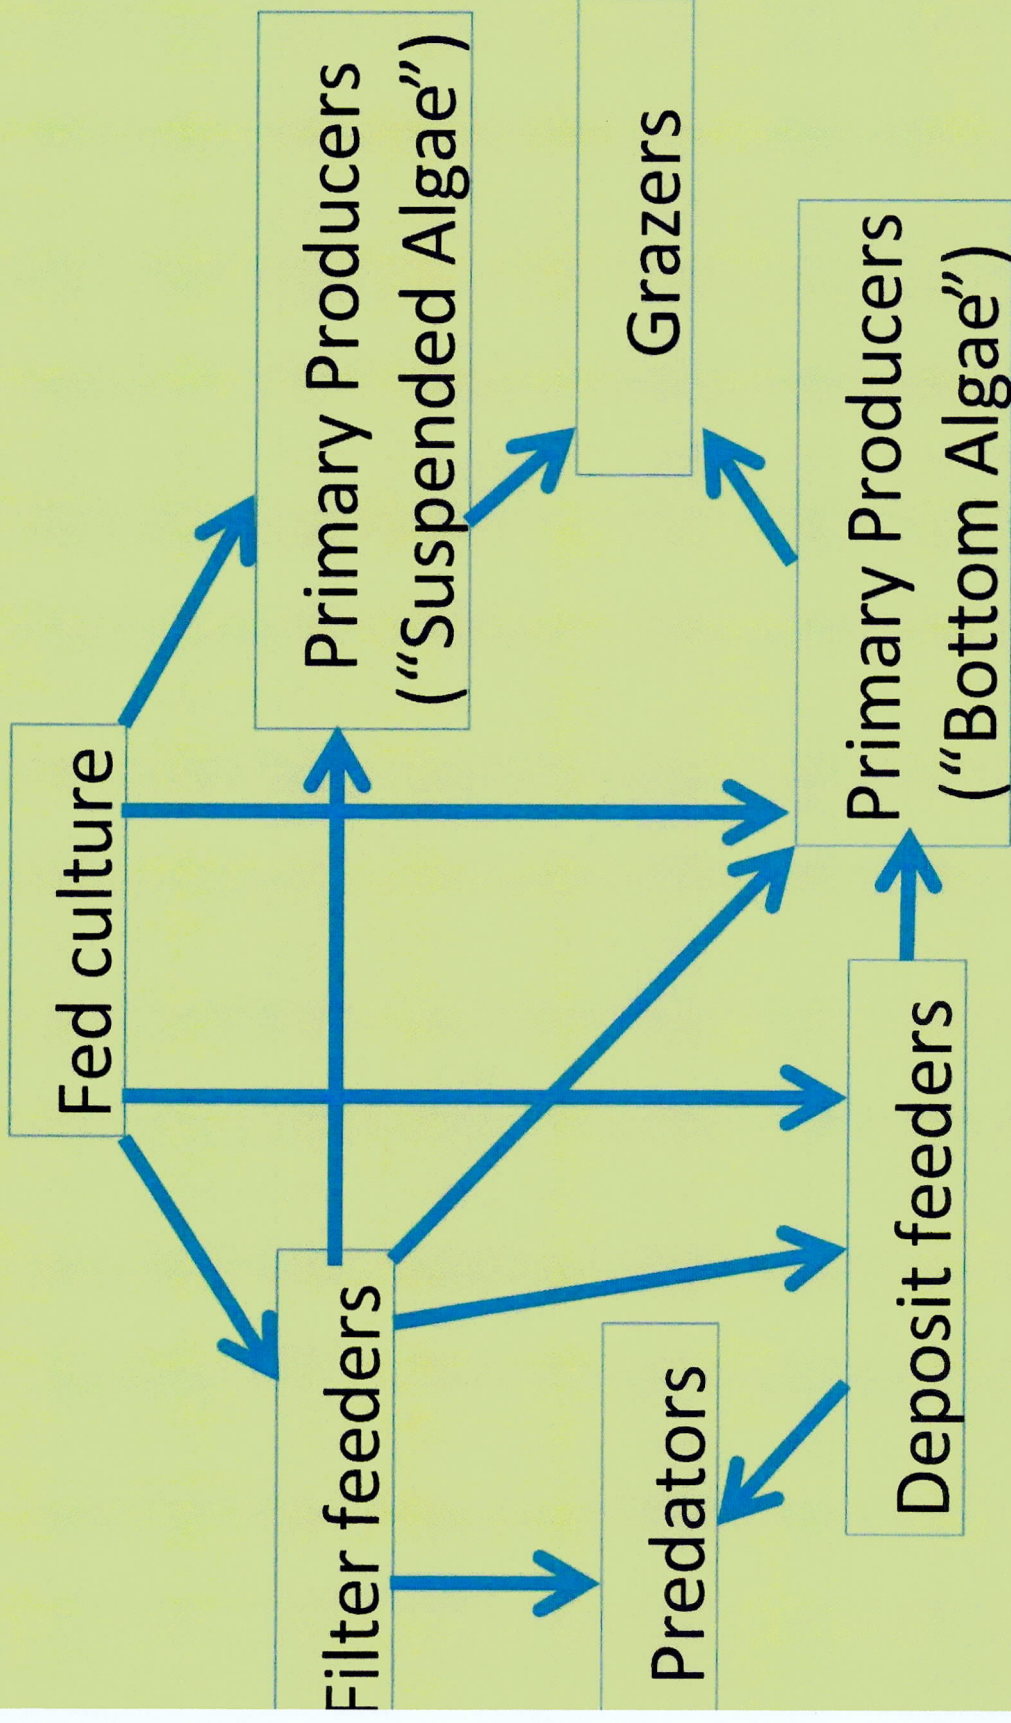 Fed culture
Filter feeders
Primary Producers
(“Suspended Algae”)
Predators
Grazers
Deposit feeders
Primary Producers
(“Bottom Algae”)